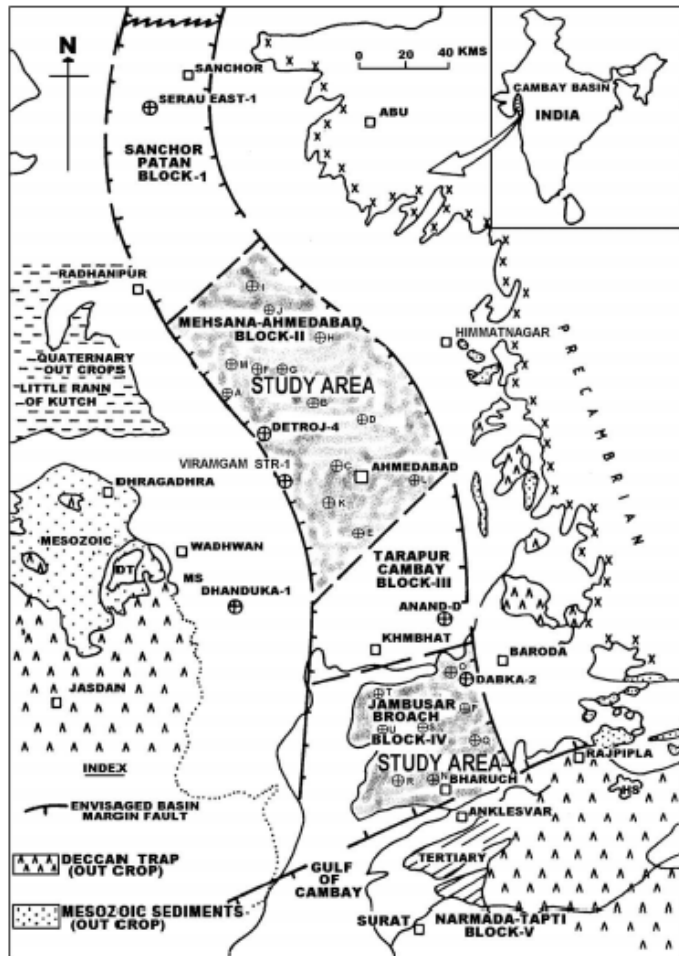 N
SANCHOR
SERAU EAST-1
SANCHOR
PATAN
BLOCK-1
0 20 40 KMS
ABU
CAMBAY BASIN
INDIA
RADHANIPUR
QUATERNARY
OUT CROPS
LITTLE RANN
OF KUTCH
I
J
MEHSANA-AHMEDABAD
BLOCK-II
H
M
F
G
STUDY AREA
A
B
D
DETROJ-4
VIRAMGAM STR-1
C
AHMEDABAD
L
K
E
HIMMATNAGAR
PRECAMBRIAN
DHRAGADHRA
MESOZOIC
DT
MS
WADHWAN
DHANDUKA-1
TARAPUR
CAMBAY
BLOCK-III
ANAND-D
KHMBHAT
BARODA
JASDAN
O
DABKA-2
T
JAMBUSAR
BROACH
BLOCK-IV
P
U
S
Q
STUDY AREA
R
N
BHARUCH
RAJPIPLA
HS
ANKLESVAR
TERTIARY
GULF
OF
CAMBAY
SURAT
NARMADA-TAPTI
BLOCK-V
INDEX
ENVISAGED BASIN
MARGIN FAULT
DECCAN TRAP
(OUT CROP)
MESOZOIC SEDIMENTS
(OUT CROP)